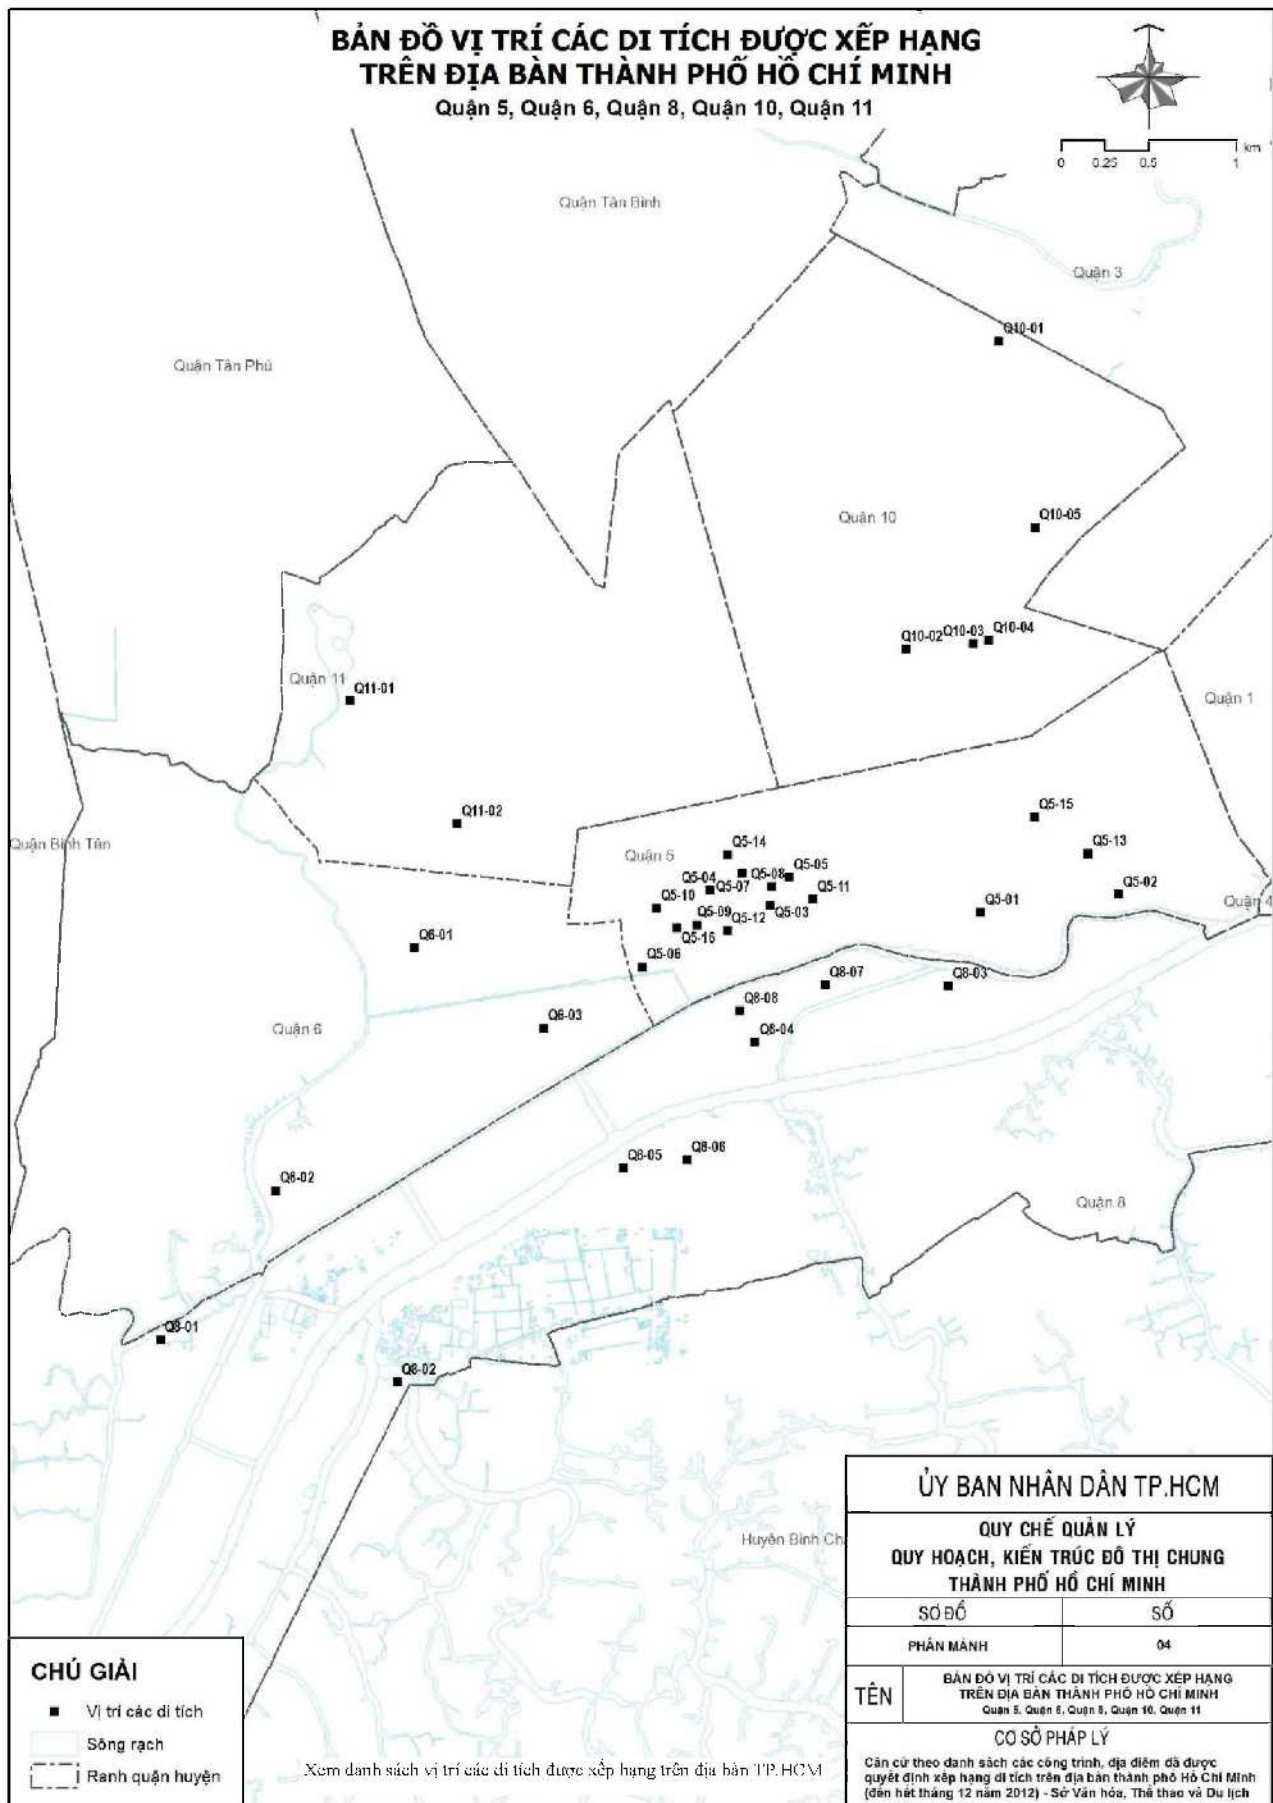 BẢN ĐỒ VỊ TRÍ CÁC DI TÍCH ĐƯỢC XẾP HẠNG
TRÊN ĐỊA BÀN THÀNH PHỐ HỒ CHÍ MINH
Quận 5, Quận 6, Quận 8, Quận 10, Quận 11
0 0.25 0.5 1 km
Quận Tân Bình
Quận 3
Q10-01
Quận Tân Phú
Quận 10
Q10-05
Q10-02 Q10-03 Q10-04
Quận 11
Q11-01
Quận 1
Q11-02
Q5-15
Quận Bình Tân
Quận 5
Q5-14
Q5-13
Q5-04
Q5-07
Q5-08
Q5-05
Q5-10
Q5-11
Q5-02
Q5-09
Q5-12
Q5-03
Q5-01
Quận 4
Q5-16
Q6-01
Q5-06
Q8-07
Q8-03
Q8-08
Quận 6
Q6-03
Q8-04
Q8-05
Q8-06
Q6-02
Quận 8
Q8-01
Q8-02
Huyện Bình Ch
ỦY BAN NHÂN DÂN TP.HCM
QUY CHẾ QUẢN LÝ
QUY HOẠCH, KIẾN TRÚC ĐÔ THỊ CHUNG
THÀNH PHỐ HỒ CHÍ MINH
SƠ ĐỒ SỐ
PHÂN MẢNH 04
TÊN
BẢN ĐỒ VỊ TRÍ CÁC DI TÍCH ĐƯỢC XẾP HẠNG
TRÊN ĐỊA BÀN THÀNH PHỐ HỒ CHÍ MINH
Quận 5, Quận 6, Quận 8, Quận 10, Quận 11
CƠ SỞ PHÁP LÝ
Căn cứ theo danh sách các công trình, địa điểm đã được
quyết định xếp hạng di tích trên địa bàn thành phố Hồ Chí Minh
(đến hết tháng 12 năm 2012) - Sở Văn hóa, Thể thao và Du lịch
CHÚ GIẢI
Vị trí các di tích
Sông rạch
Ranh quận huyện
Xem danh sách vị trí các di tích được xếp hạng trên địa bàn TP.HCM